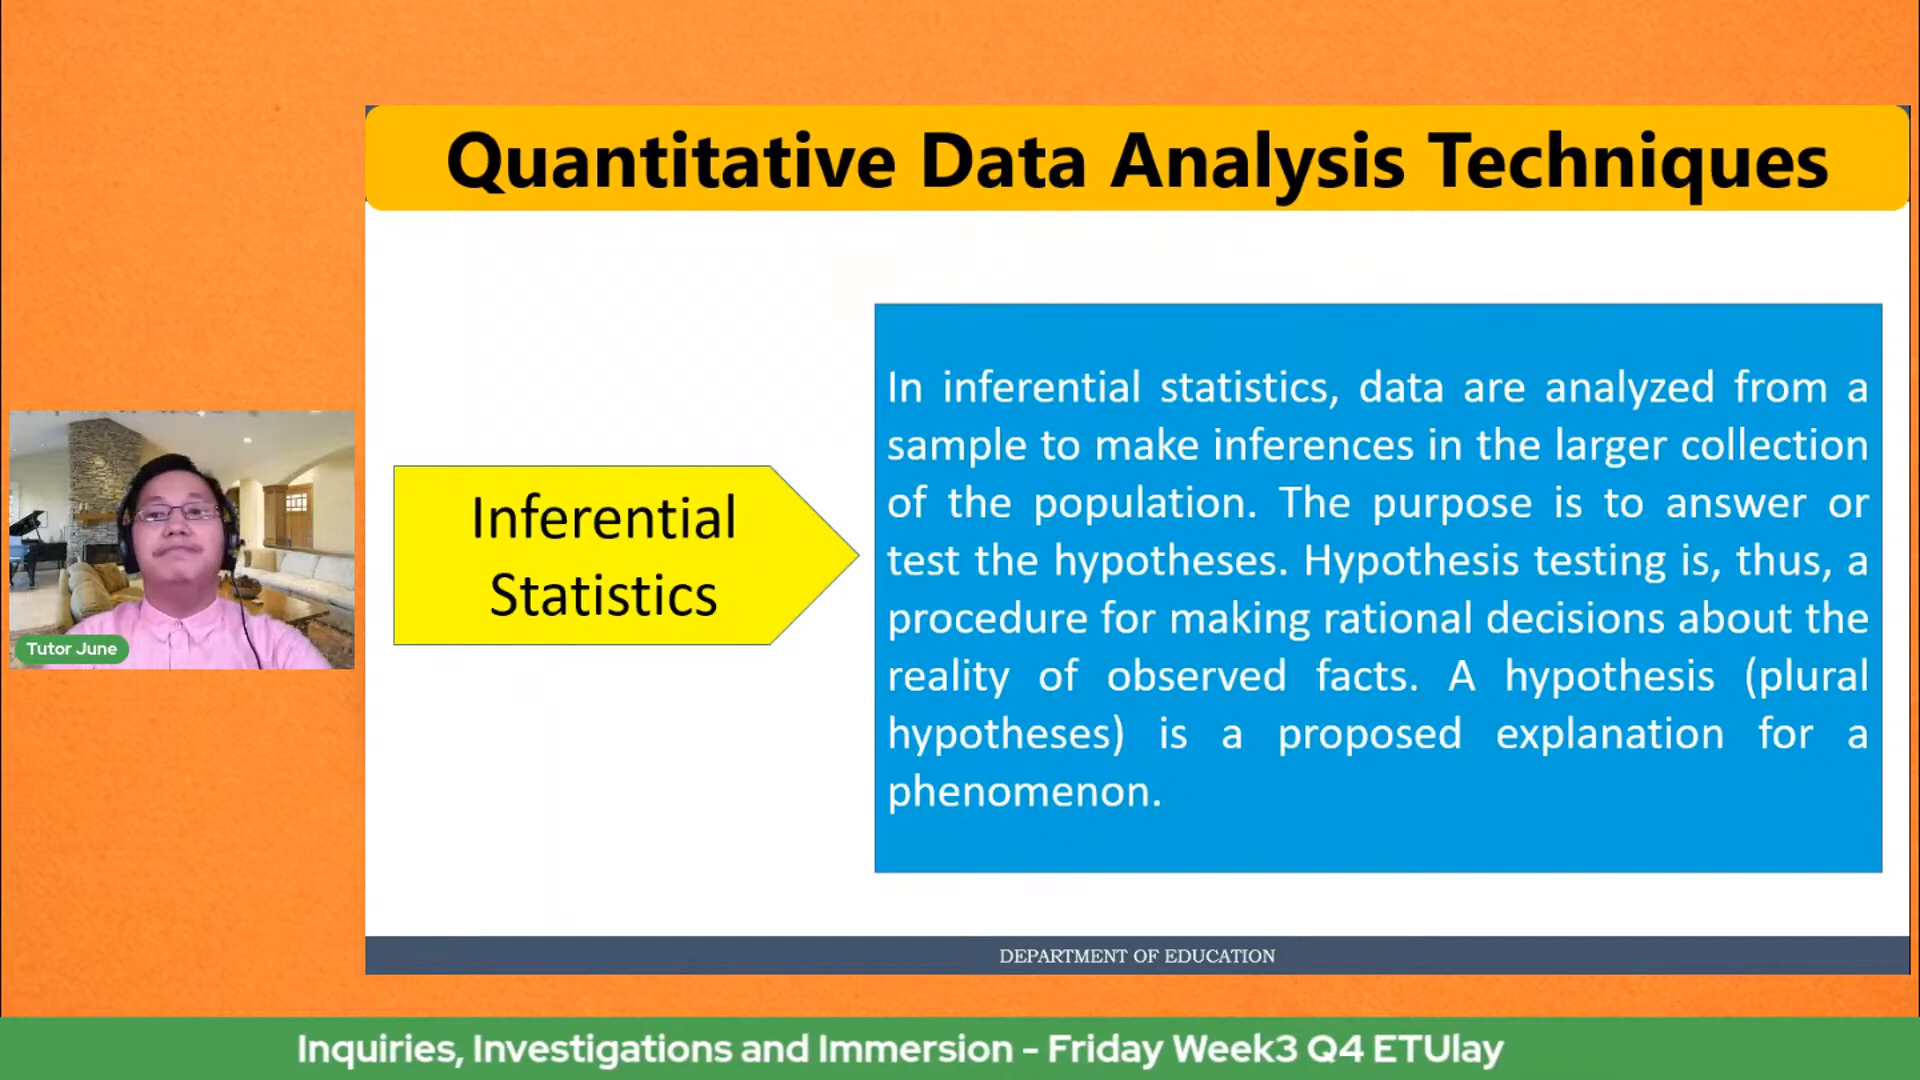 Quantitative Data Analysis Techniques
Inferential
Statistics
In inferential statistics, data are analyzed from a
sample to make inferences in the larger collection
of the population. The purpose is to answer or
test the hypotheses. Hypothesis testing is, thus, a
procedure for making rational decisions about the
reality of observed facts. A hypothesis (plural
hypotheses) is a proposed explanation for a
phenomenon.
Tutor June
DEPARTMENT OF EDUCATION
Inquiries, Investigations and Immersion - Friday Week3 Q4 ETUlay